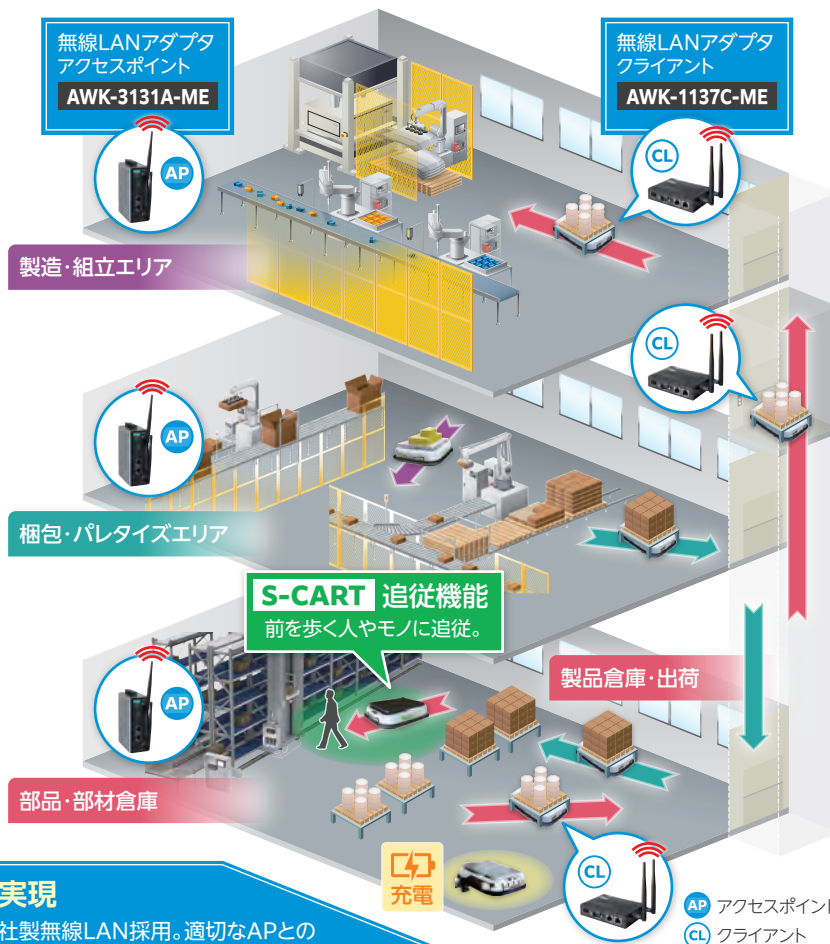 無線LANアダプタ
アクセスポイント
AWK-3131A-ME
無線LANアダプタ
クライアント
AWK-1137C-ME
AP
CL
製造・組立エリア
CL
AP
梱包・パレタイズエリア
S-CART 追従機能
前を歩く人やモノに追従。
製品倉庫・出荷
AP
部品・部材倉庫
充電
CL
実現
社製無線LAN採用。適切なAPとの
AP アクセスポイント
CL クライアント